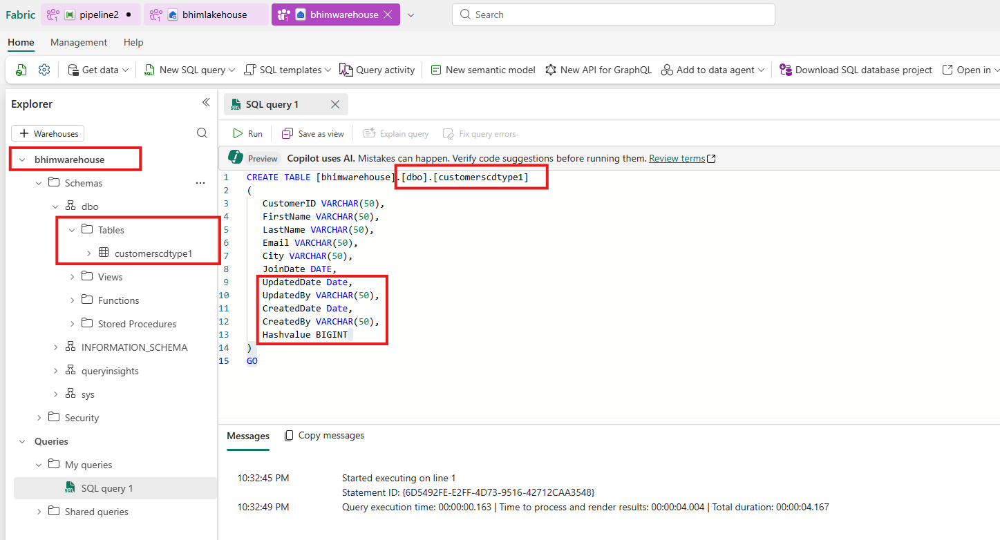 Fabric pipeline2 bhimlakehouse bhimwarehouse Search
Home Management Help
Get data New SQL query SQL templates Query activity New semantic model New API for GraphQL Add to data agent Download SQL database project Open in
Explorer
+ Warehouses
bhimwarehouse
Schemas
dbo
Tables
customerscdtype1
Views
Functions
Stored Procedures
INFORMATION_SCHEMA
queryinsights
sys
Security
Queries
My queries
SQL query 1
Shared queries
SQL query 1
Run Save as view Explain query Fix query errors
Preview Copilot uses AI. Mistakes can happen. Verify code suggestions before running them. Review terms
1 CREATE TABLE [bhimwarehouse].[dbo].[customerscdtype1]
2 (
3 CustomerID VARCHAR(50),
4 FirstName VARCHAR(50),
5 LastName VARCHAR(50),
6 Email VARCHAR(50),
7 City VARCHAR(50),
8 JoinDate DATE,
9 UpdatedDate Date,
10 UpdatedBy VARCHAR(50),
11 CreatedDate Date,
12 CreatedBy VARCHAR(50),
13 Hashvalue BIGINT
14 )
15 GO
Messages Copy messages
10:32:45 PM Started executing on line 1
Statement ID: {6D5492FE-E2FF-4D73-9516-42712CAA3548}
10:32:49 PM Query execution time: 00:00:00.163 | Time to process and render results: 00:00:04.004 | Total duration: 00:00:04.167